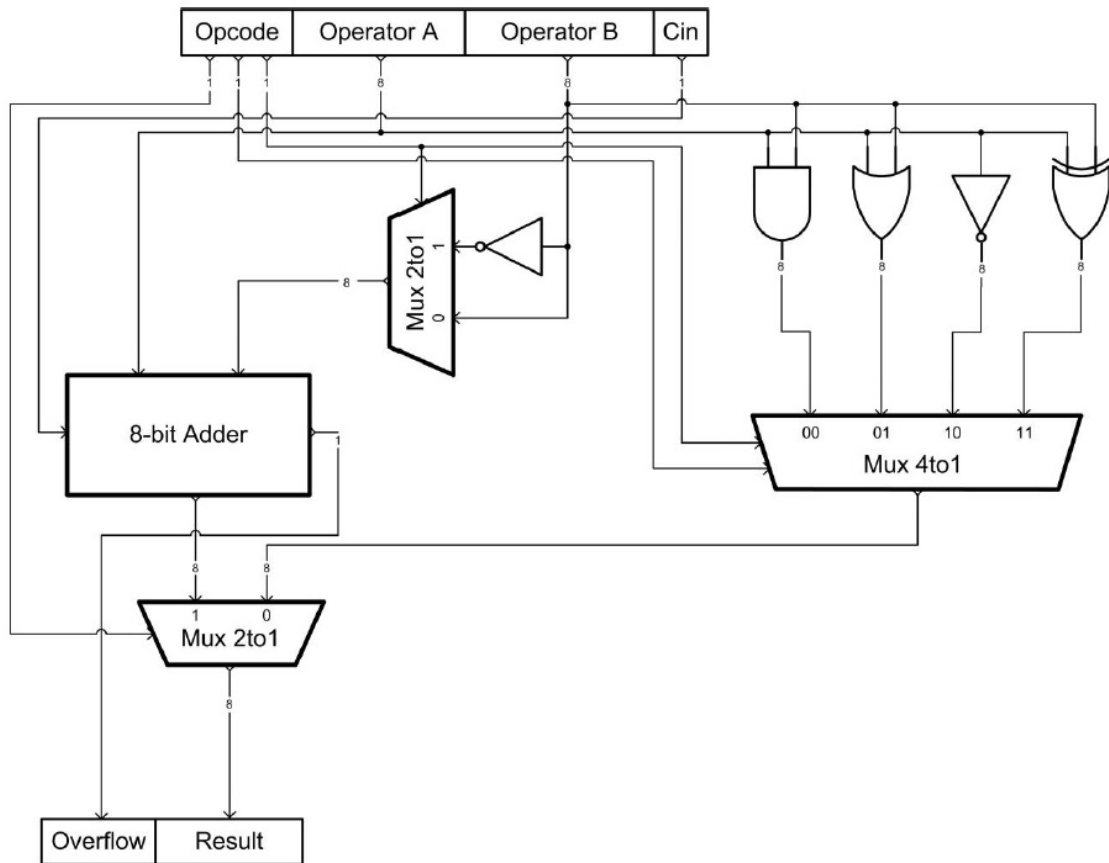 Opcode Operator A Operator B Cin
1 1 1 8 8 1
1
0
Mux 2to1
8
8 8 8 8
8-bit Adder
1
00 01 10 11
Mux 4to1
8 8
1 0
Mux 2to1
8
Overflow Result